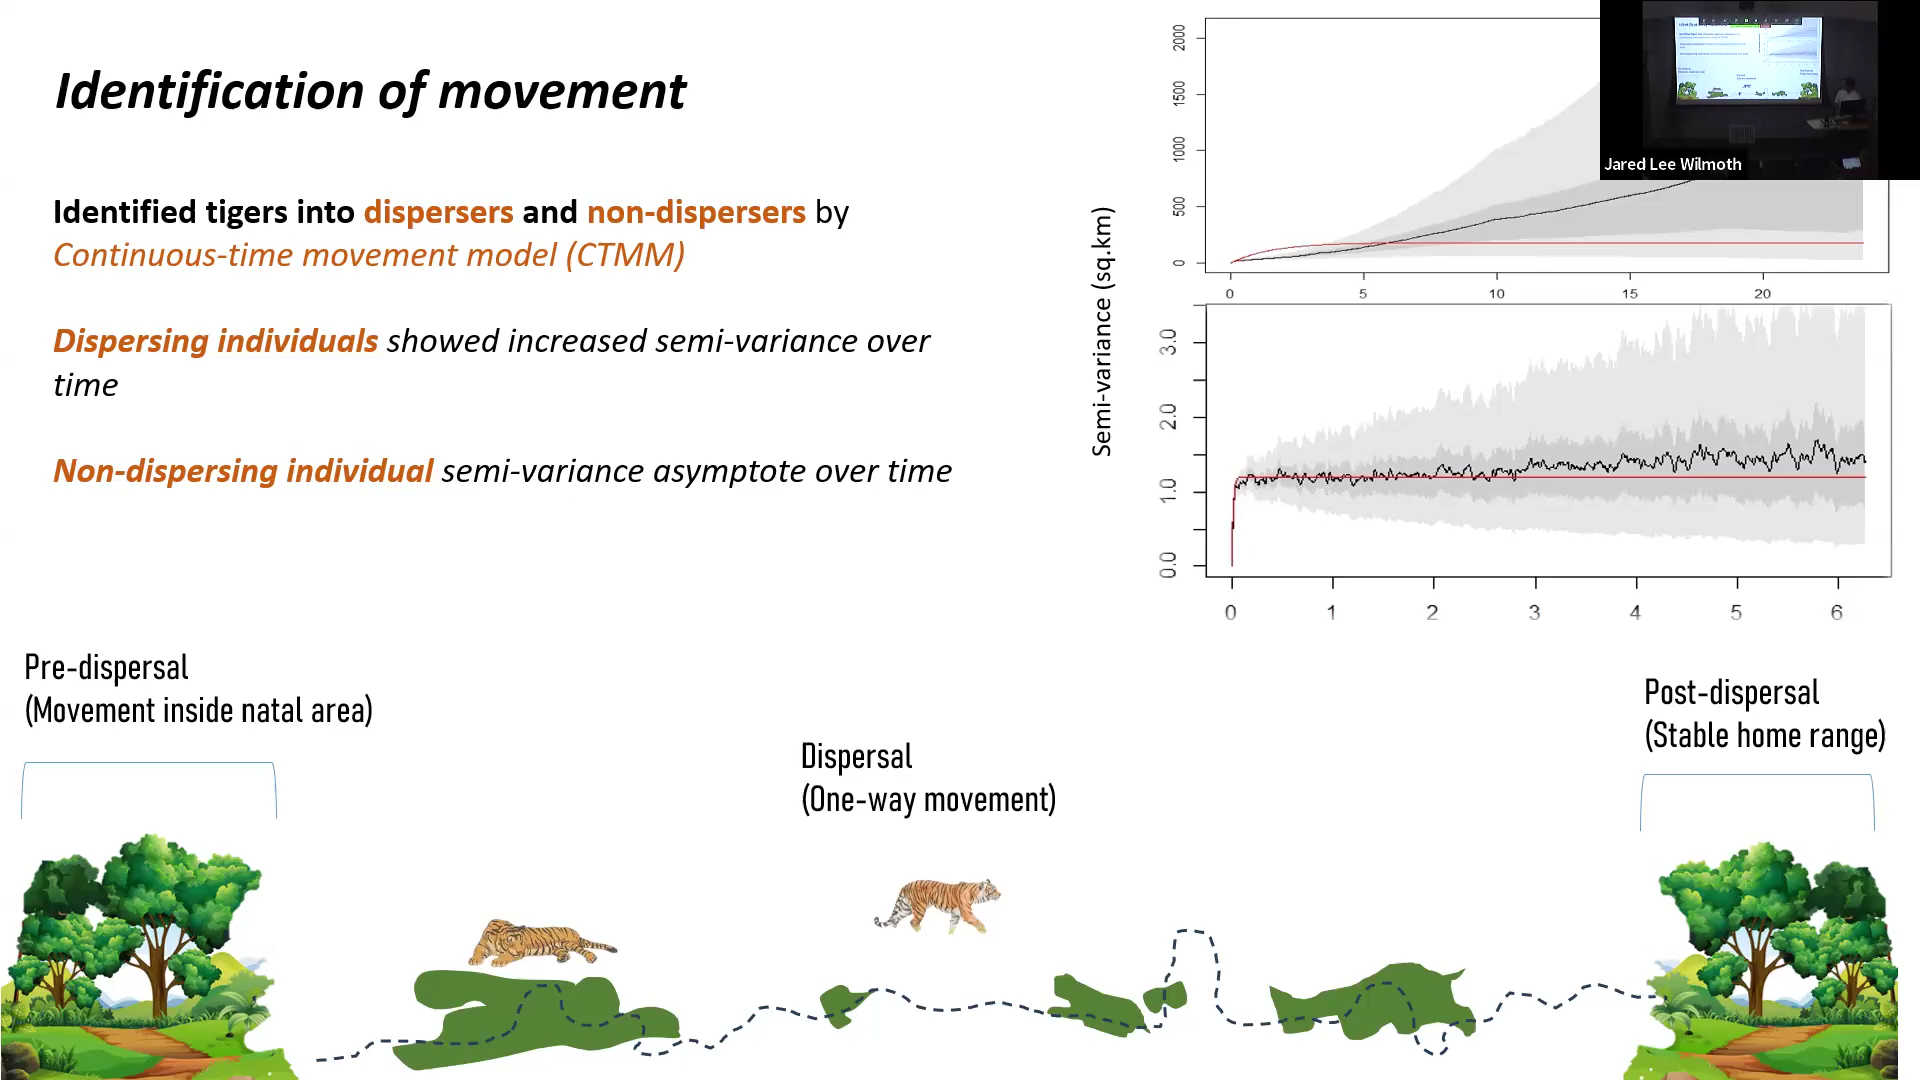 Identification of movement
Identified tigers into dispersers and non-dispersers by
Continuous-time movement model (CTMM)
Dispersing individuals showed increased semi-variance over
time
Non-dispersing individual semi-variance asymptote over time
Semi-variance (sq.km)
2000
1500
1000
500
0
0 5 10 15 20
3.0
2.0
1.0
0.0
0 1 2 3 4 5 6
Jared Lee Wilmoth
Pre-dispersal
(Movement inside natal area)
Dispersal
(One-way movement)
Post-dispersal
(Stable home range)